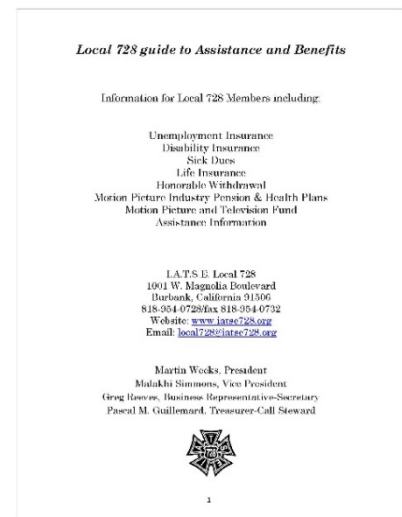 Local 728 guide to Assistance and Benefits
Information for Local 728 Members including:
Unemployment Insurance
Disability Insurance
Sick Dues
Life Insurance
Honorable Withdrawal
Motion Picture Industry Pension & Health Plans
Motion Picture and Television Fund
Assistance Information
I.A.T.S.E. Local 728
1001 W. Magnolia Boulevard
Burbank, California 91506
818-954-0728/fax 818-954-0732
Website: www.iatse728.org
Email: local728@iatse728.org
Martin Weeks, President
Malakhi Simmons, Vice President
Greg Reeves, Business Representative-Secretary
Pascal M. Guillemard, Treasurer-Call Steward
728
1